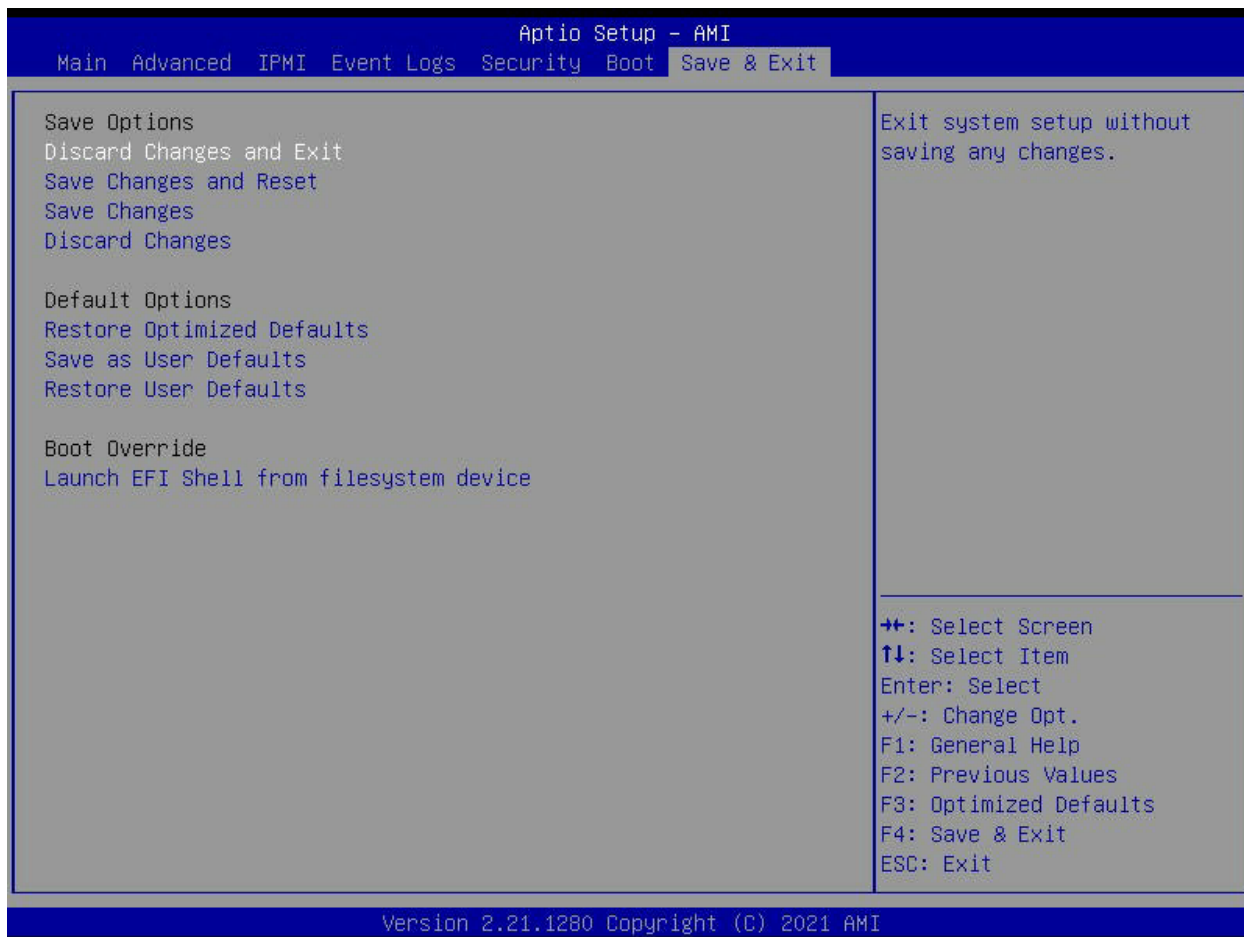 Aptio Setup – AMI
Main Advanced IPMI Event Logs Security Boot Save & Exit
Save Options
Discard Changes and Exit
Save Changes and Reset
Save Changes
Discard Changes
Default Options
Restore Optimized Defaults
Save as User Defaults
Restore User Defaults
Boot Override
Launch EFI Shell from filesystem device
Exit system setup without
saving any changes.
→←: Select Screen
↑↓: Select Item
Enter: Select
+/-: Change Opt.
F1: General Help
F2: Previous Values
F3: Optimized Defaults
F4: Save & Exit
ESC: Exit
Version 2.21.1280 Copyright (C) 2021 AMI